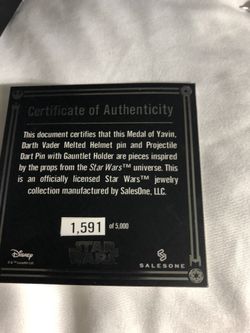 Certificate of Authenticity
This document certifies that this Medal of Yavin,
Darth Vader Melted Helmet pin and Projectile
Dart Pin with Gauntlet Holder are pieces inspired
by the props from the Star Wars™ universe. This
is an officially licensed Star Wars™ jewelry
collection manufactured by SalesOne, LLC.
1,591 of 5,000
Disney
STAR
WARS
SALESONE